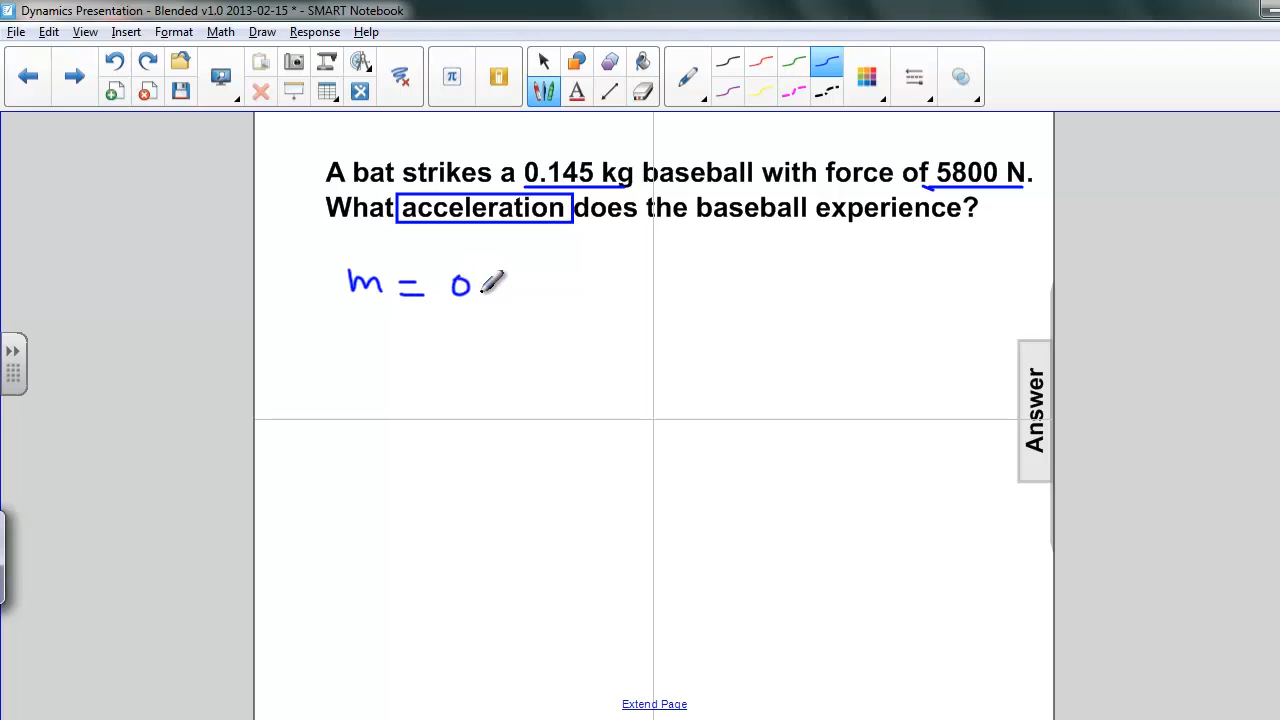 Dynamics Presentation - Blended v1.0 2013-02-15 * - SMART Notebook
File Edit View Insert Format Draw Math Response Help
π
A
A bat strikes a 0.145 kg baseball with force of 5800 N.
What acceleration does the baseball experience?
m = 0
Answer
Extend Page